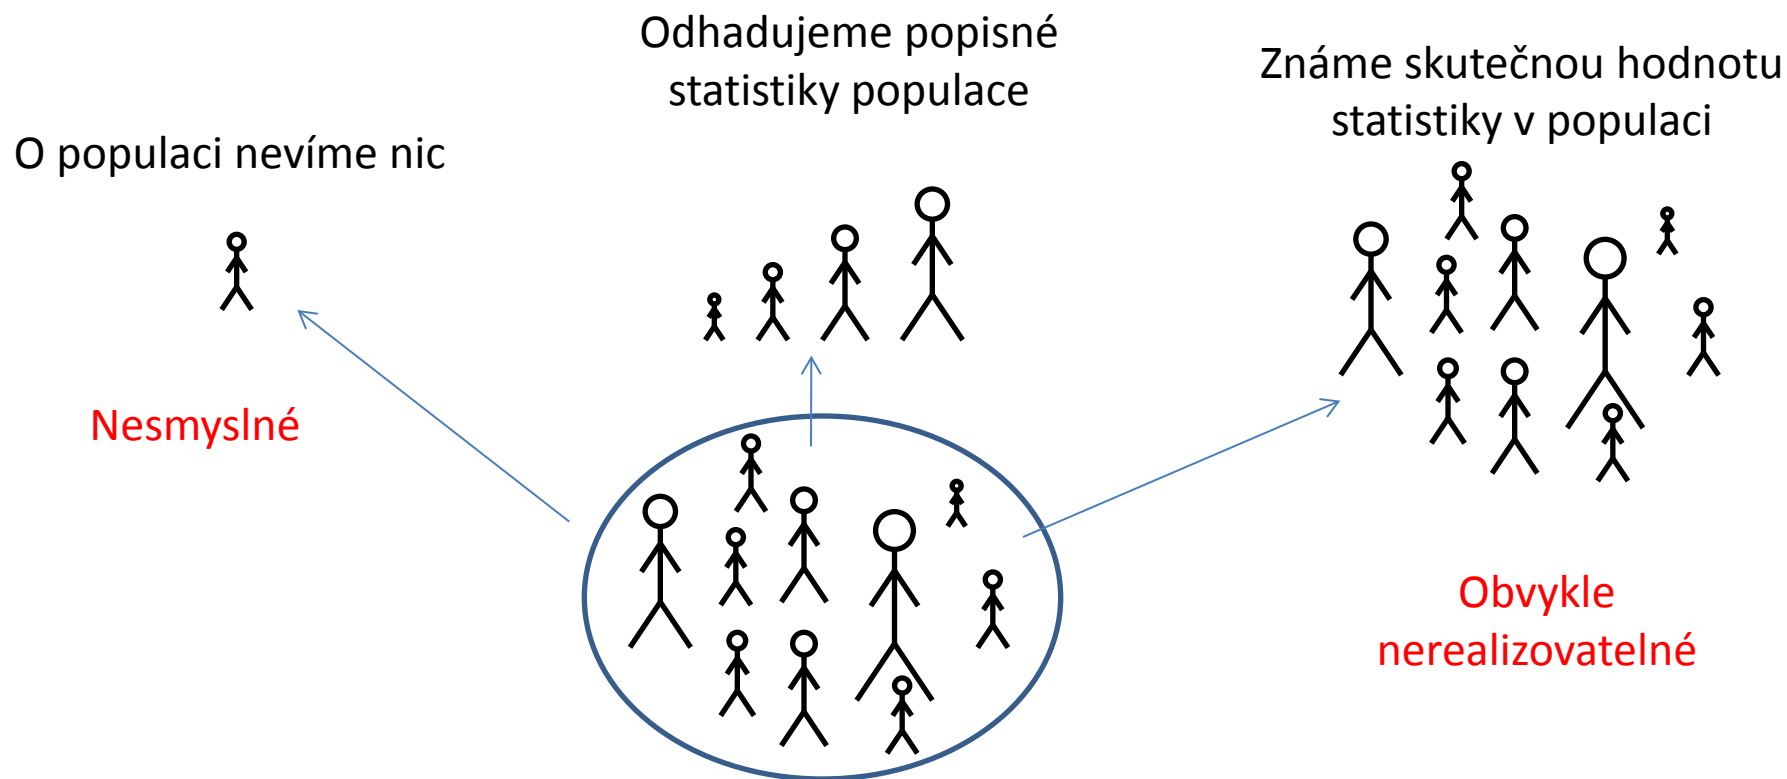 O populaci nevíme nic
Nesmyslné
Odhadujeme popisné
statistiky populace
Známe skutečnou hodnotu
statistiky v populaci
Obvykle
nerealizovatelné